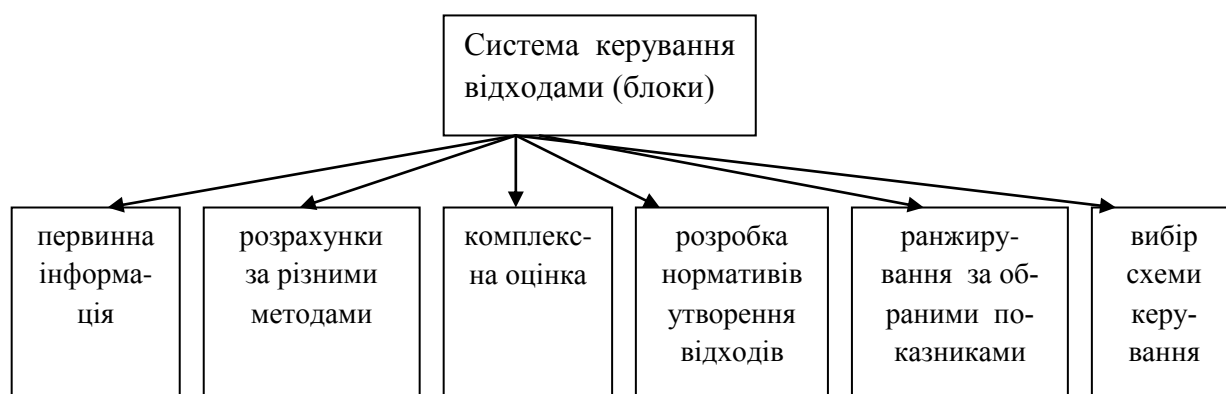 Система керування
відходами (блоки)
первинна
інформа-
ція
розрахунки
за різними
методами
комплекс-
на оцінка
розробка
нормативів
утворення
відходів
ранжиру-
вання за об-
раними по-
казниками
вибір
схеми
керу-
вання